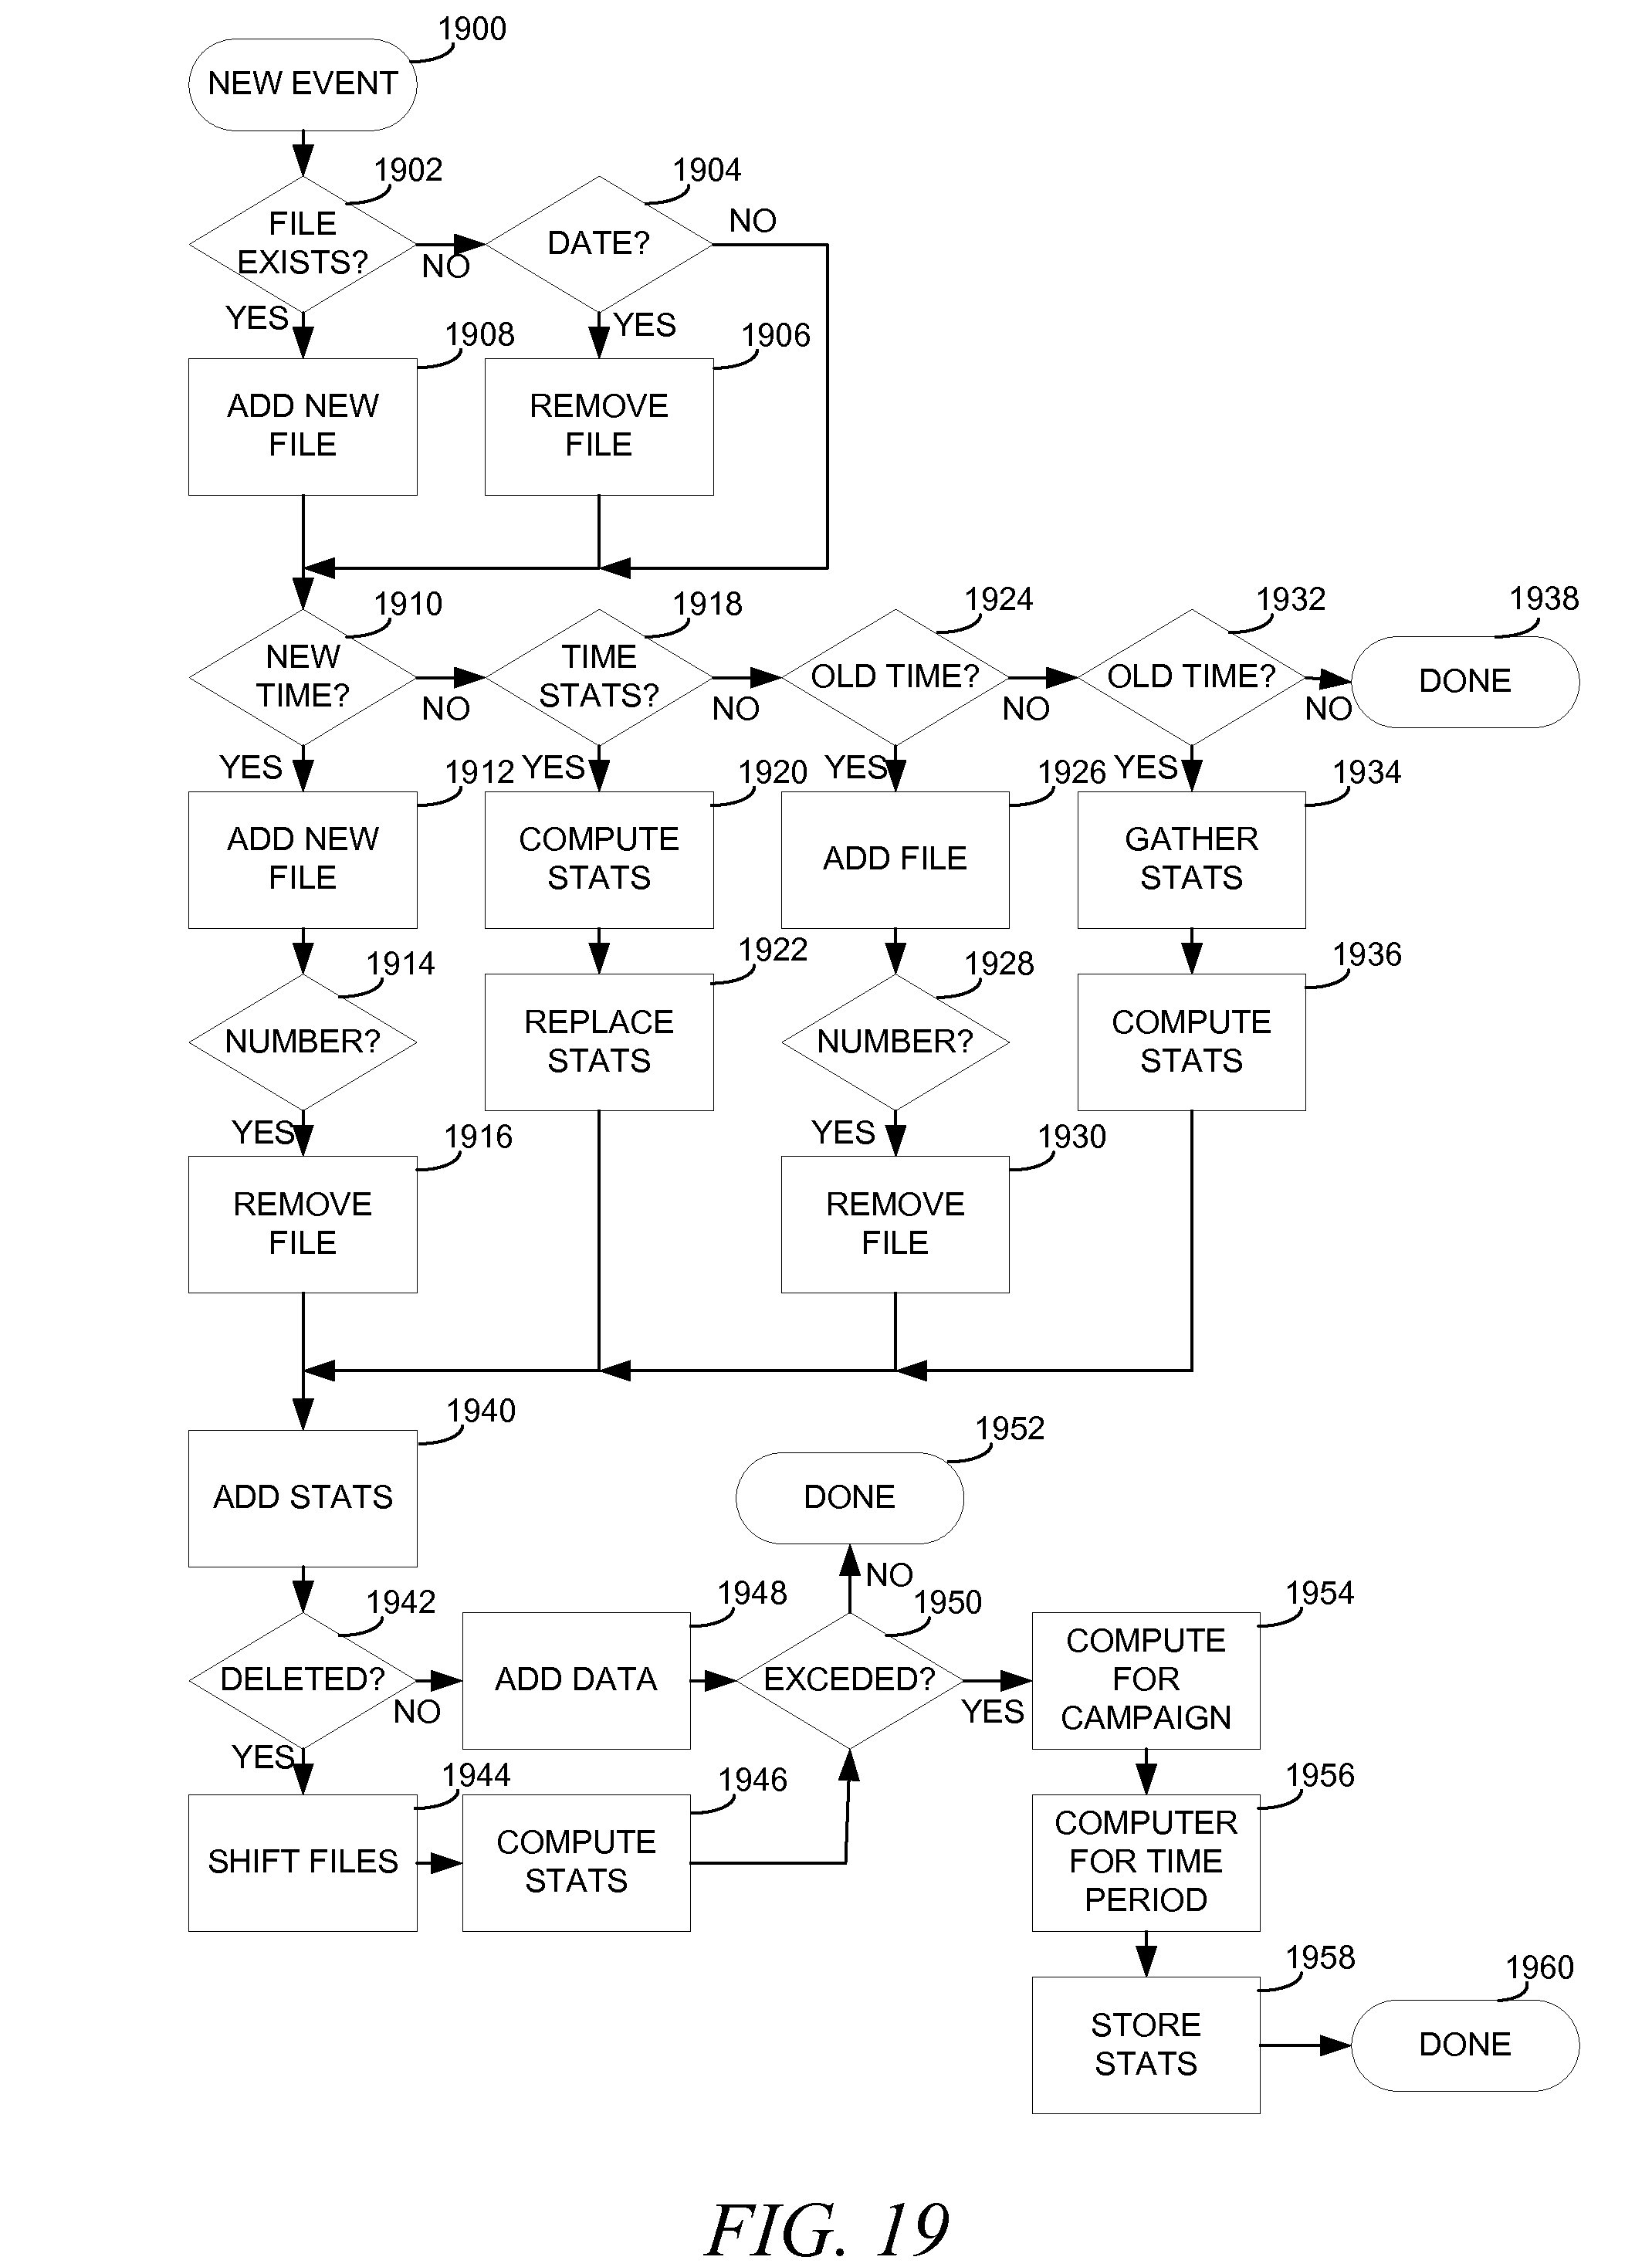 1900
NEW EVENT
1902
1904
FILE
EXISTS?
DATE?
NO
NO
YES
YES
1908
1906
ADD NEW
FILE
REMOVE
FILE
1910
1918
1924
1932
1938
NEW
TIME?
TIME
STATS?
OLD TIME?
OLD TIME?
DONE
NO
NO
NO
NO
YES
YES
YES
YES
1912
1920
1926
1934
ADD NEW
FILE
COMPUTE
STATS
ADD FILE
GATHER
STATS
1914
1922
1928
1936
NUMBER?
REPLACE
STATS
NUMBER?
COMPUTE
STATS
YES
YES
1916
1930
REMOVE
FILE
REMOVE
FILE
1940
1952
ADD STATS
DONE
NO
1942
1948
1950
1954
DELETED?
ADD DATA
EXCEDED?
COMPUTE
FOR
CAMPAIGN
NO
YES
YES
1944
1946
1956
SHIFT FILES
COMPUTE
STATS
COMPUTER
FOR TIME
PERIOD
1958
1960
STORE
STATS
DONE
FIG. 19